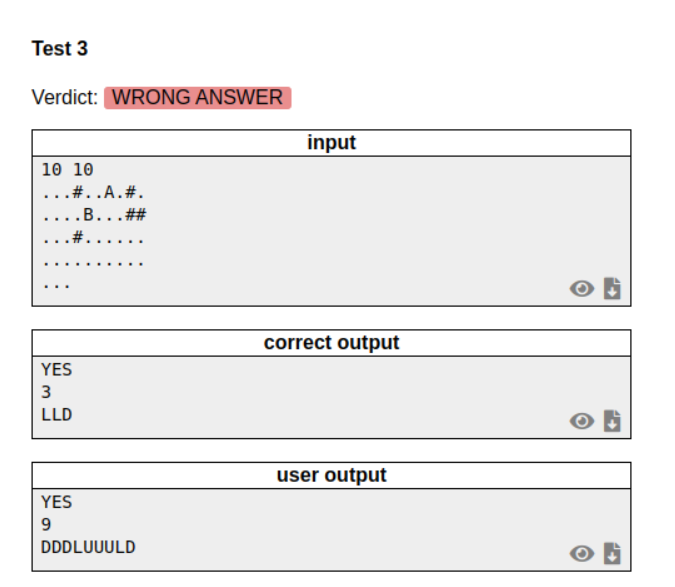 Test 3
Verdict: WRONG ANSWER
input
10 10
...#..A.#.
....B...##
...#......
..........
...
correct output
YES
3
LLD
user output
YES
9
DDDLUUULD